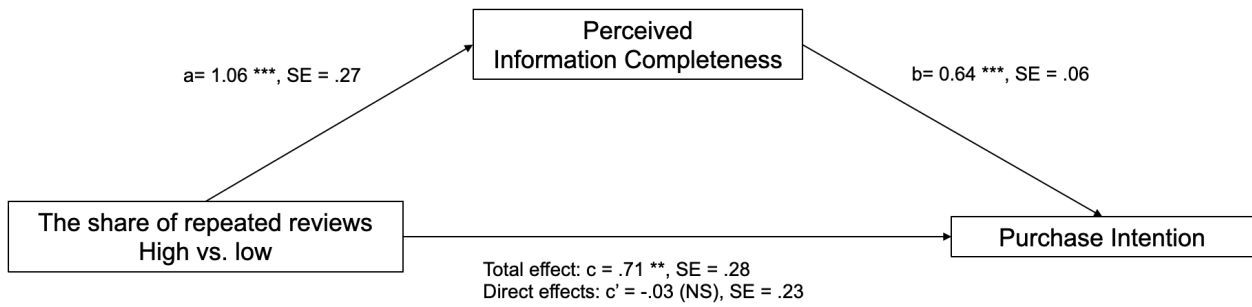 Perceived
Information Completeness
a= 1.06 ***, SE = .27
b= 0.64 ***, SE = .06
The share of repeated reviews
High vs. low
Purchase Intention
Total effect: c = .71 **, SE = .28
Direct effects: c’ = -.03 (NS), SE = .23